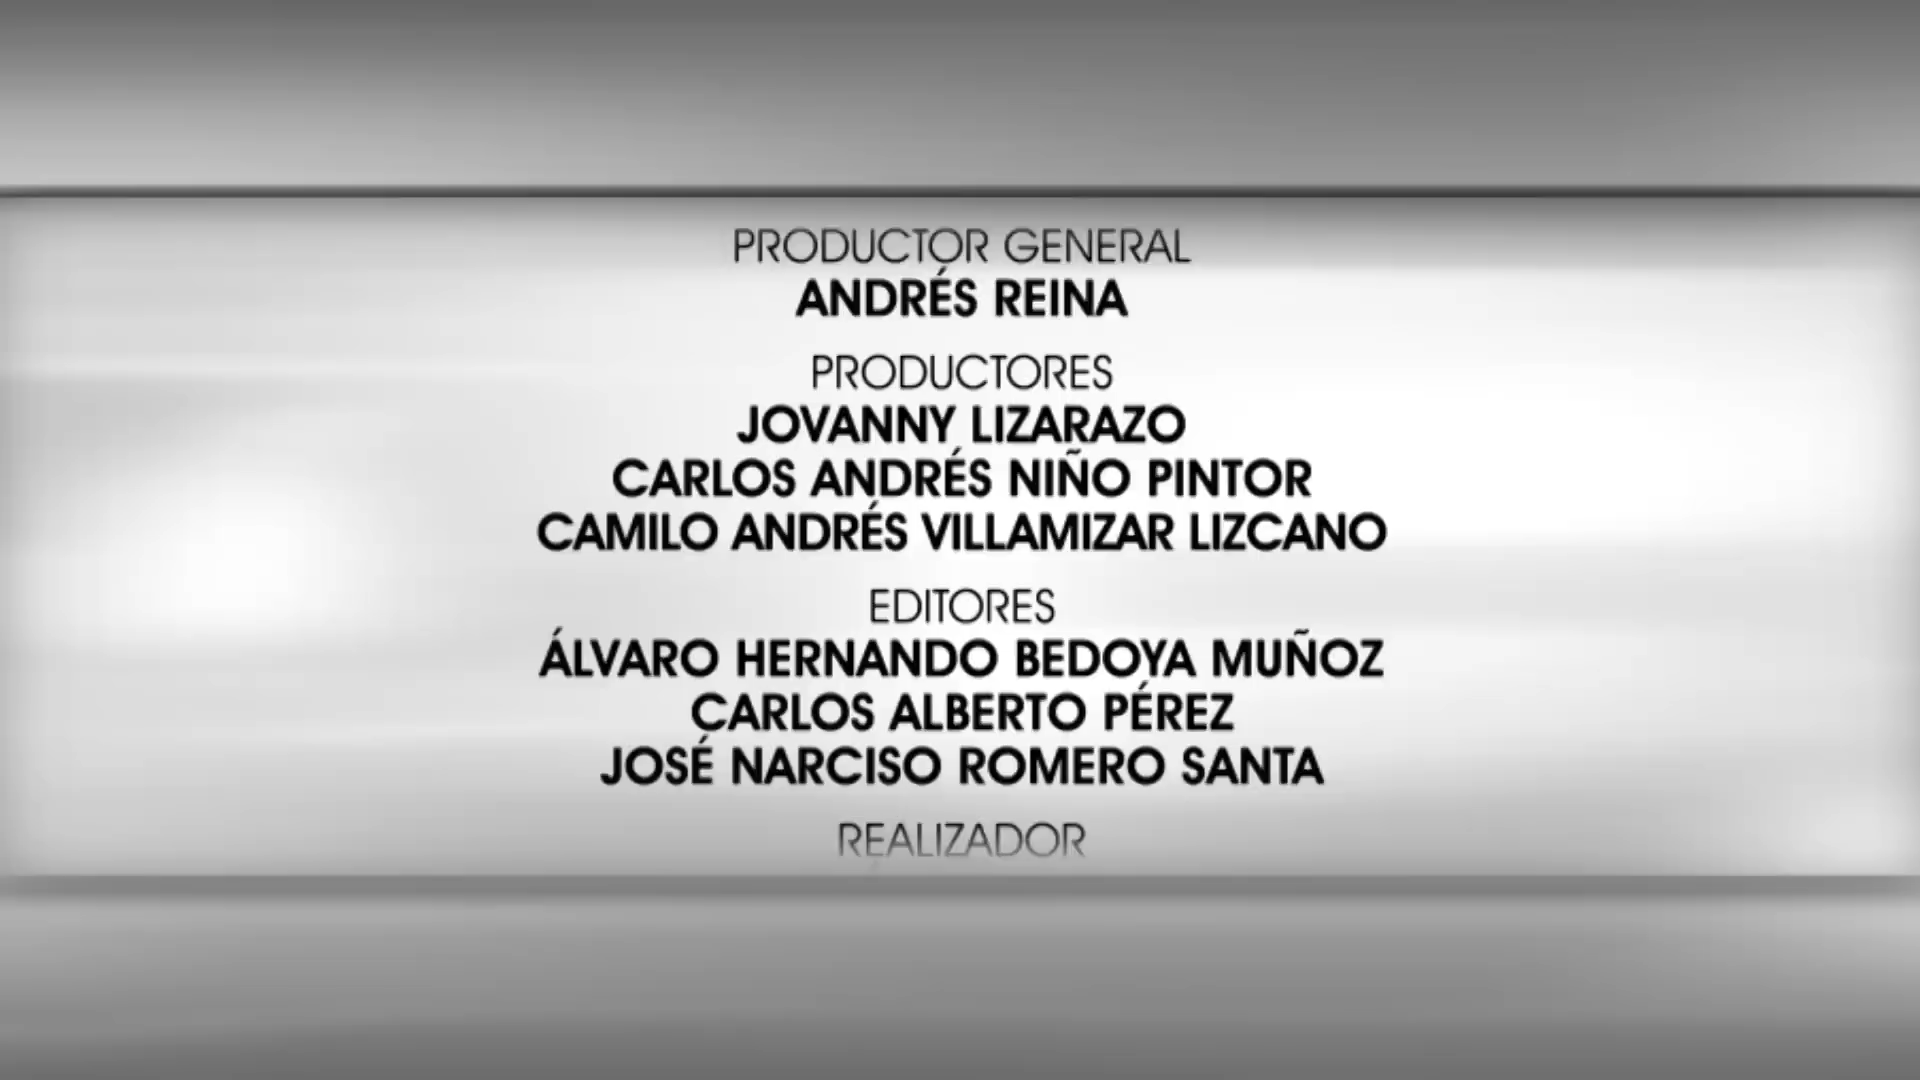 PRODUCTOR GENERAL
ANDRÉS REINA
PRODUCTORES
JOVANNY LIZARAZO
CARLOS ANDRÉS NIÑO PINTOR
CAMILO ANDRÉS VILLAMIZAR LIZCANO
EDITORES
ÁLVARO HERNANDO BEDOYA MUÑOZ
CARLOS ALBERTO PÉREZ
JOSÉ NARCISO ROMERO SANTA
REALIZADOR